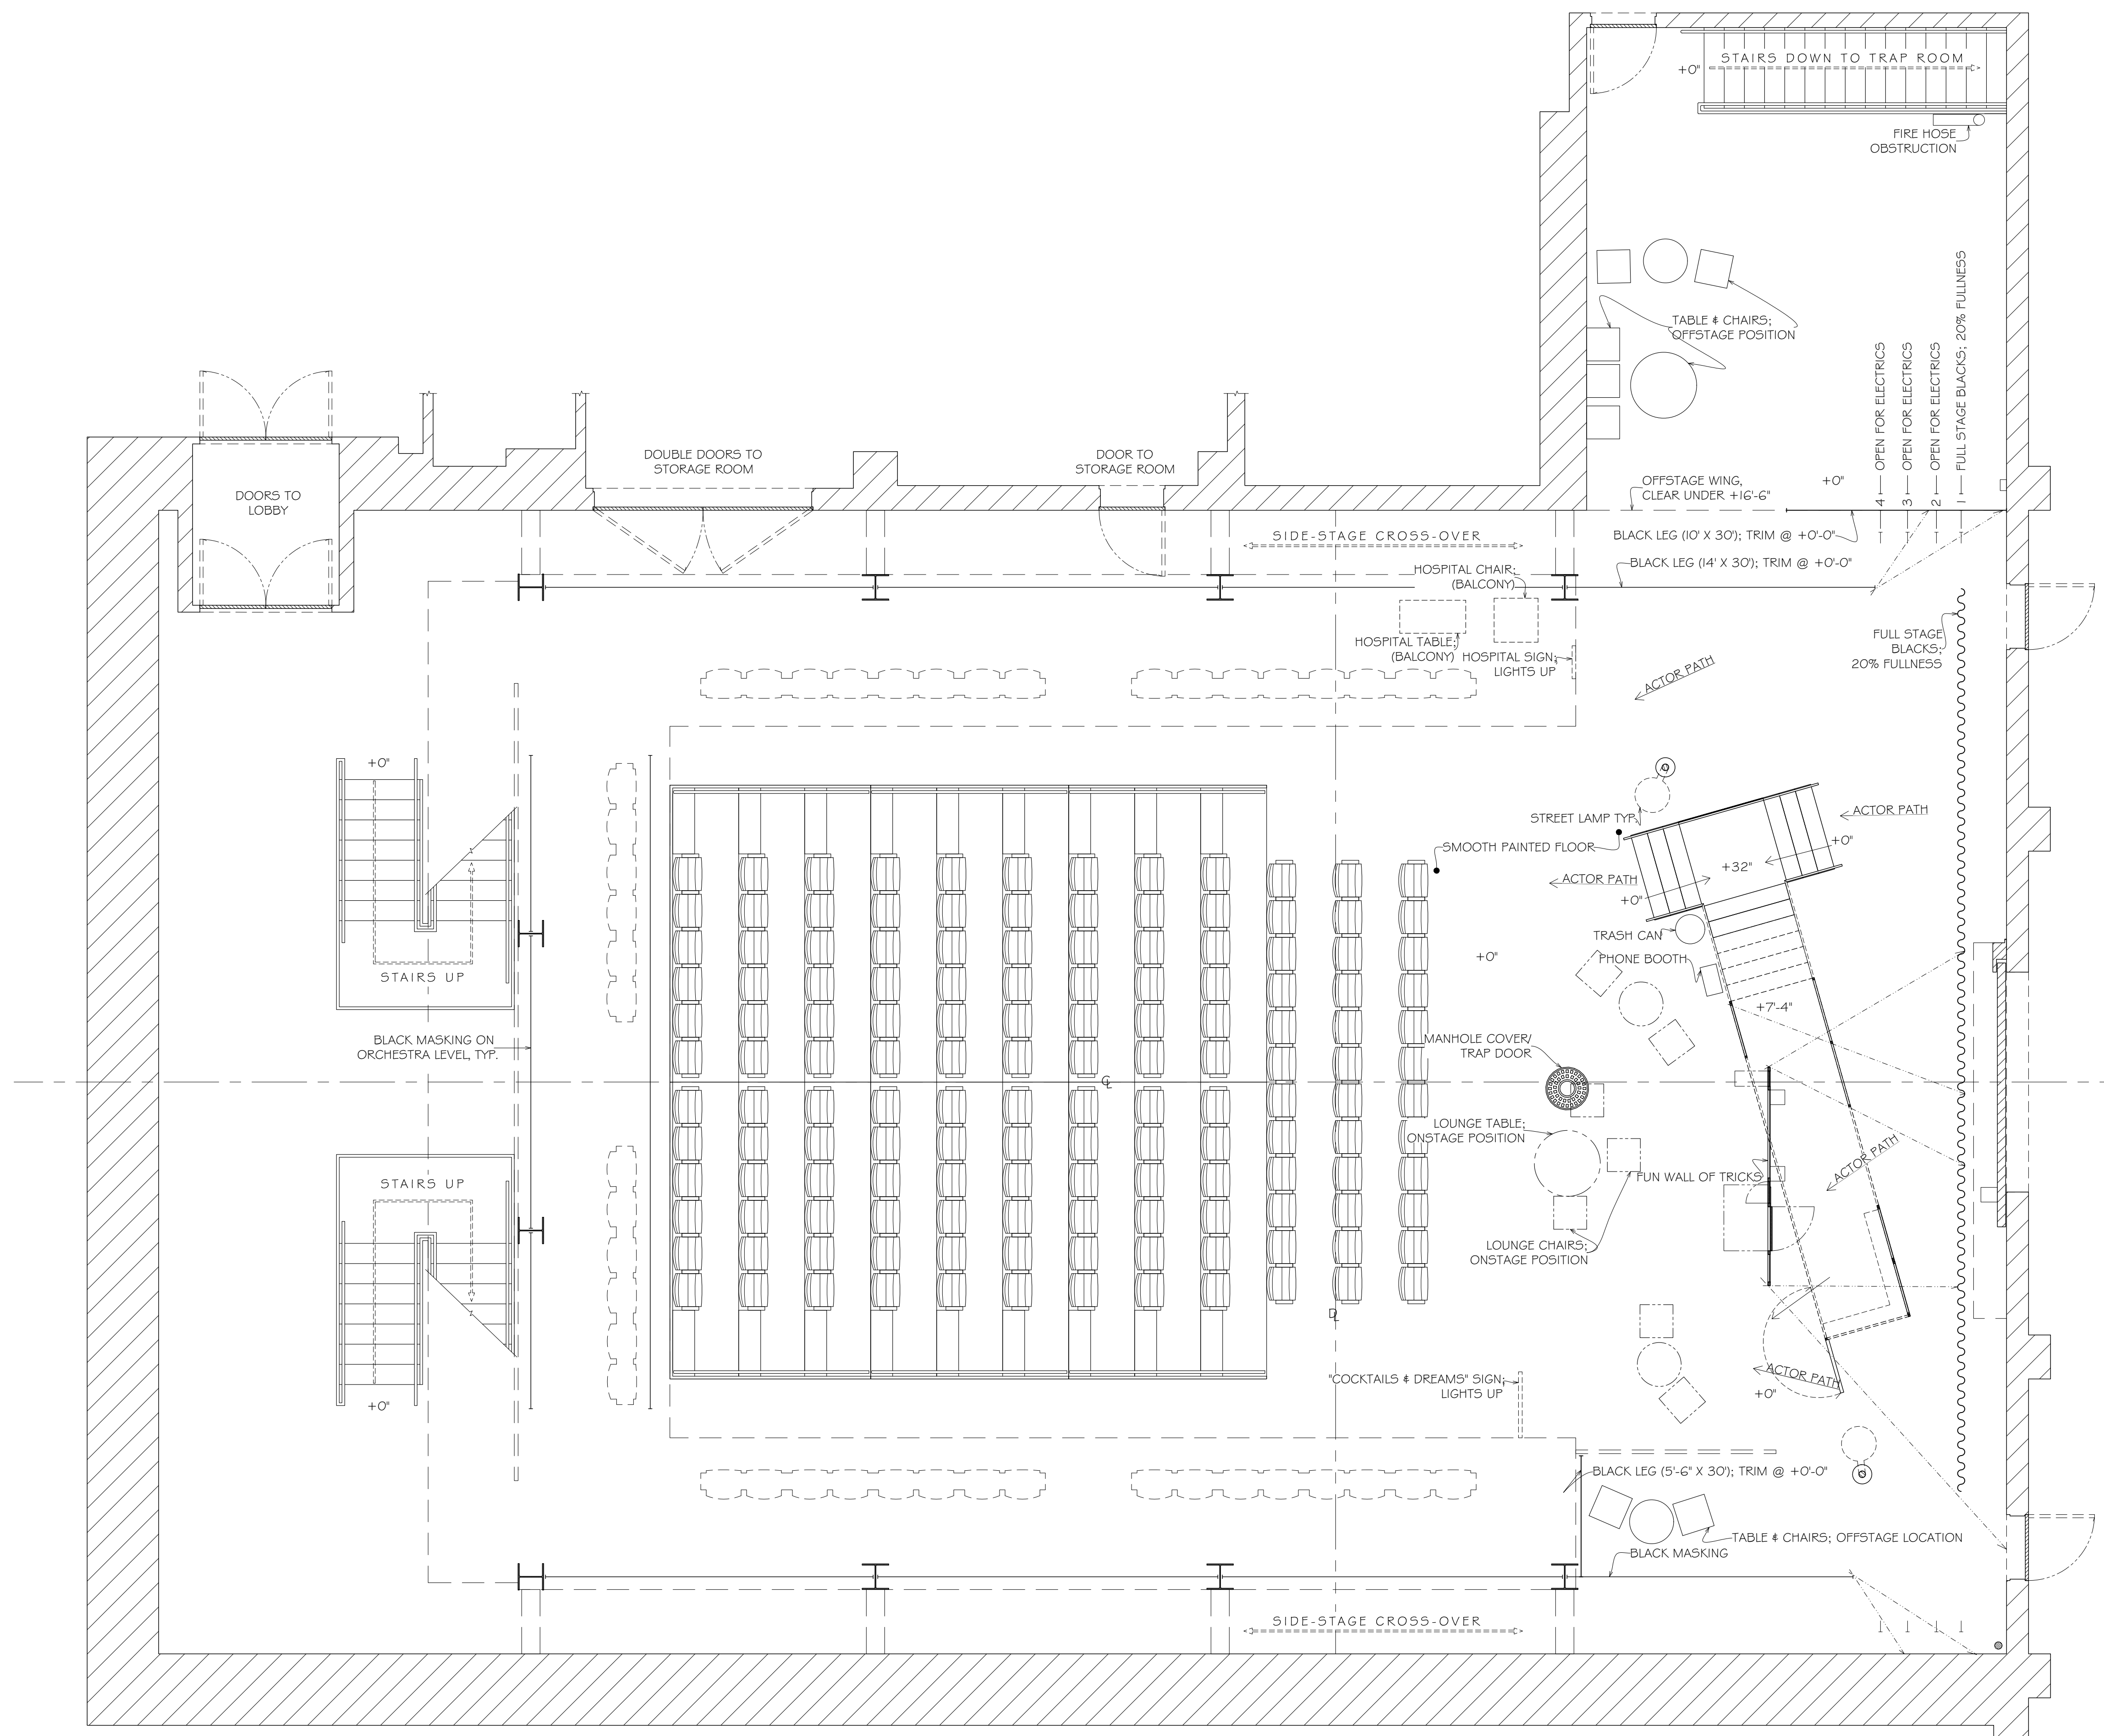 +0"
STAIRS DOWN TO TRAP ROOM
FIRE HOSE
OBSTRUCTION
TABLE & CHAIRS;
OFFSTAGE POSITION
4 OPEN FOR ELECTRICS
3 OPEN FOR ELECTRICS
2 OPEN FOR ELECTRICS
1 FULL STAGE BLACKS; 20% FULLNESS
DOUBLE DOORS TO
STORAGE ROOM
DOOR TO
STORAGE ROOM
DOORS TO
LOBBY
OFFSTAGE WING,
CLEAR UNDER +16'-6"
+0"
SIDE-STAGE CROSS-OVER
BLACK LEG (10' X 30'); TRIM @ +0'-0"
BLACK LEG (14' X 30'); TRIM @ +0'-0"
HOSPITAL CHAIR;
(BALCONY)
HOSPITAL TABLE;
(BALCONY)
HOSPITAL SIGN;
LIGHTS UP
FULL STAGE
BLACKS;
20% FULLNESS
ACTOR PATH
+0"
STREET LAMP TYP.
ACTOR PATH
SMOOTH PAINTED FLOOR
+0"
+32"
ACTOR PATH
+0"
TRASH CAN
+0"
PHONE BOOTH
STAIRS UP
+7'-4"
BLACK MASKING ON
ORCHESTRA LEVEL, TYP.
MANHOLE COVER/
TRAP DOOR
CL
LOUNGE TABLE;
ONSTAGE POSITION
ACTOR PATH
FUN WALL OF TRICKS
STAIRS UP
LOUNGE CHAIRS;
ONSTAGE POSITION
PL
"COCKTAILS & DREAMS" SIGN;
LIGHTS UP
ACTOR PATH
+0"
+0"
BLACK LEG (5'-6" X 30'); TRIM @ +0'-0"
TABLE & CHAIRS; OFFSTAGE LOCATION
BLACK MASKING
SIDE-STAGE CROSS-OVER